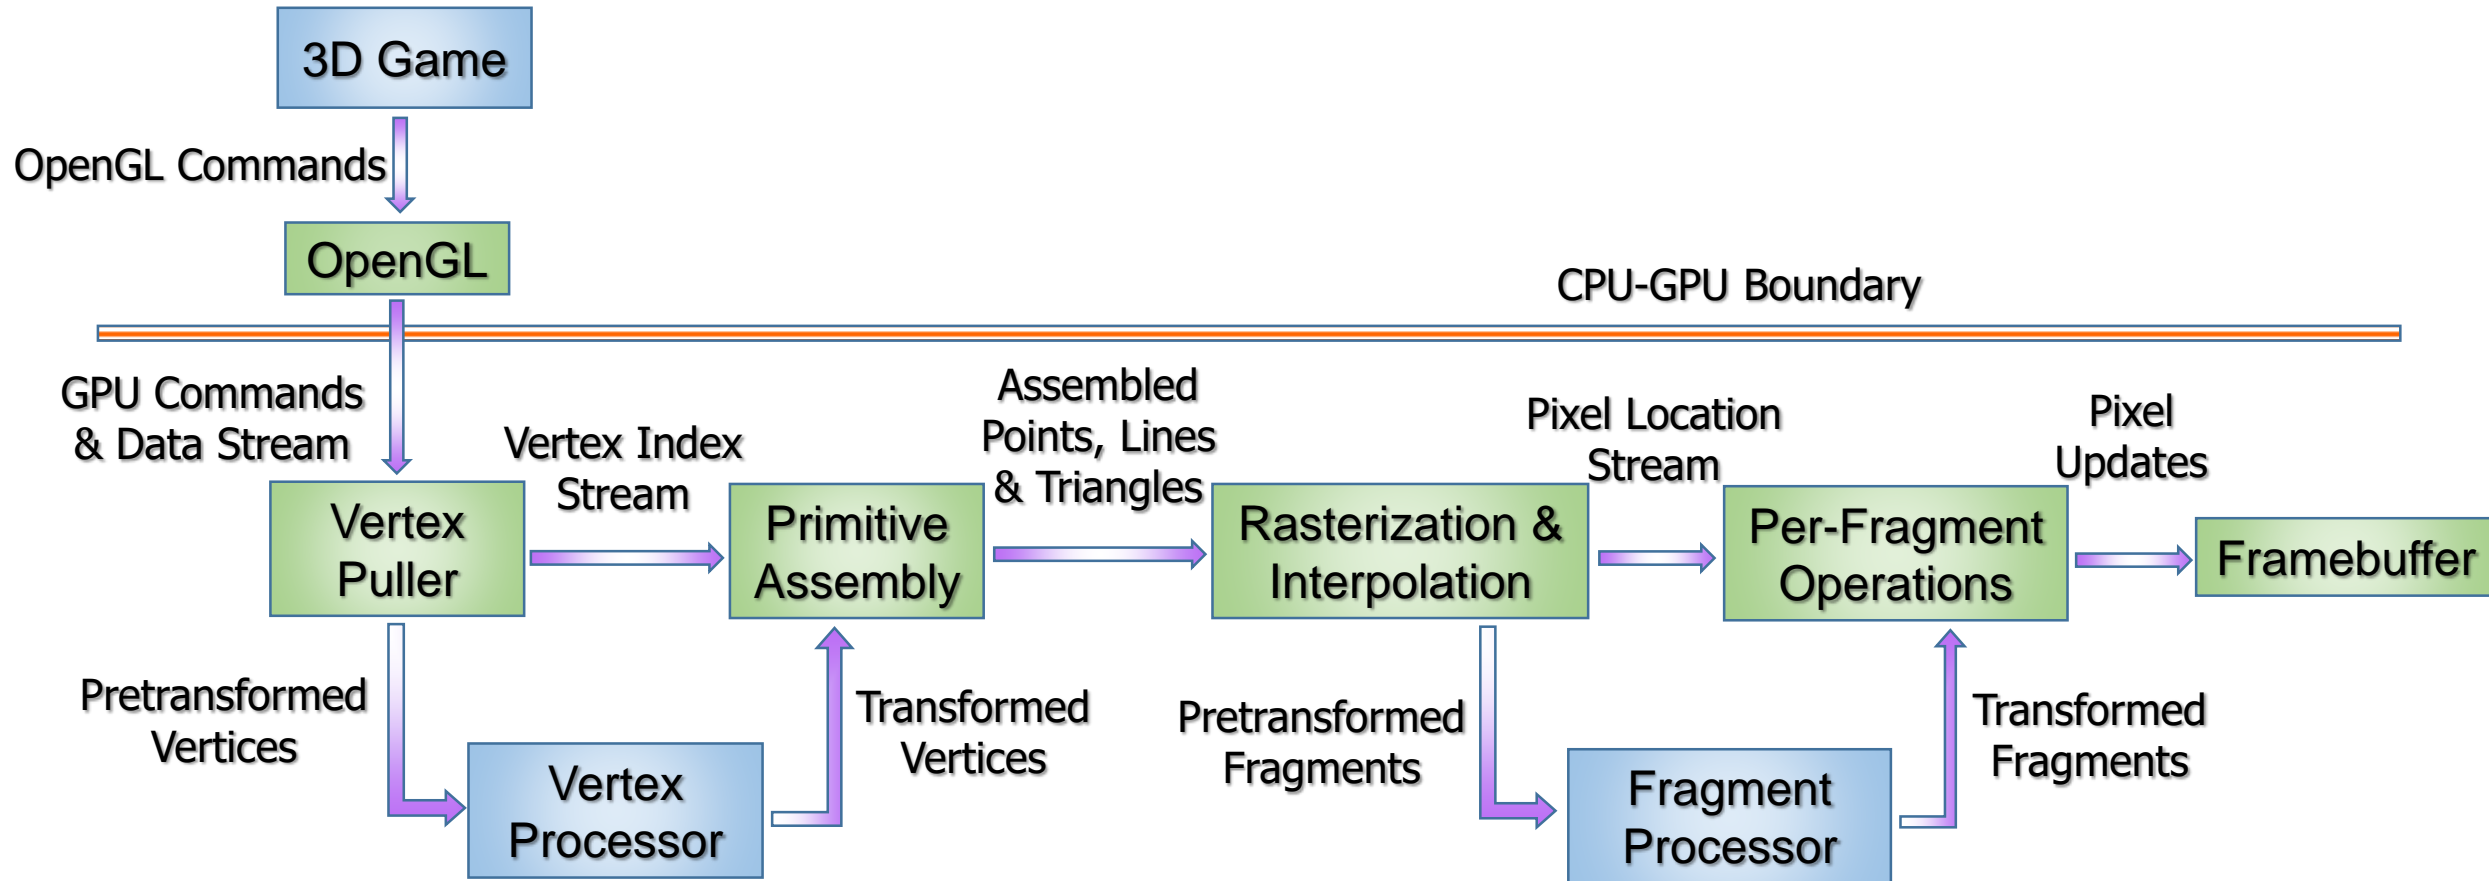 3D Game
OpenGL Commands
OpenGL
CPU-GPU Boundary
GPU Commands
& Data Stream
Vertex Index
Stream
Assembled
Points, Lines
& Triangles
Pixel Location
Stream
Pixel
Updates
Vertex
Puller
Primitive
Assembly
Rasterization &
Interpolation
Per-Fragment
Operations
Framebuffer
Pretransformed
Vertices
Transformed
Vertices
Pretransformed
Fragments
Transformed
Fragments
Vertex
Processor
Fragment
Processor